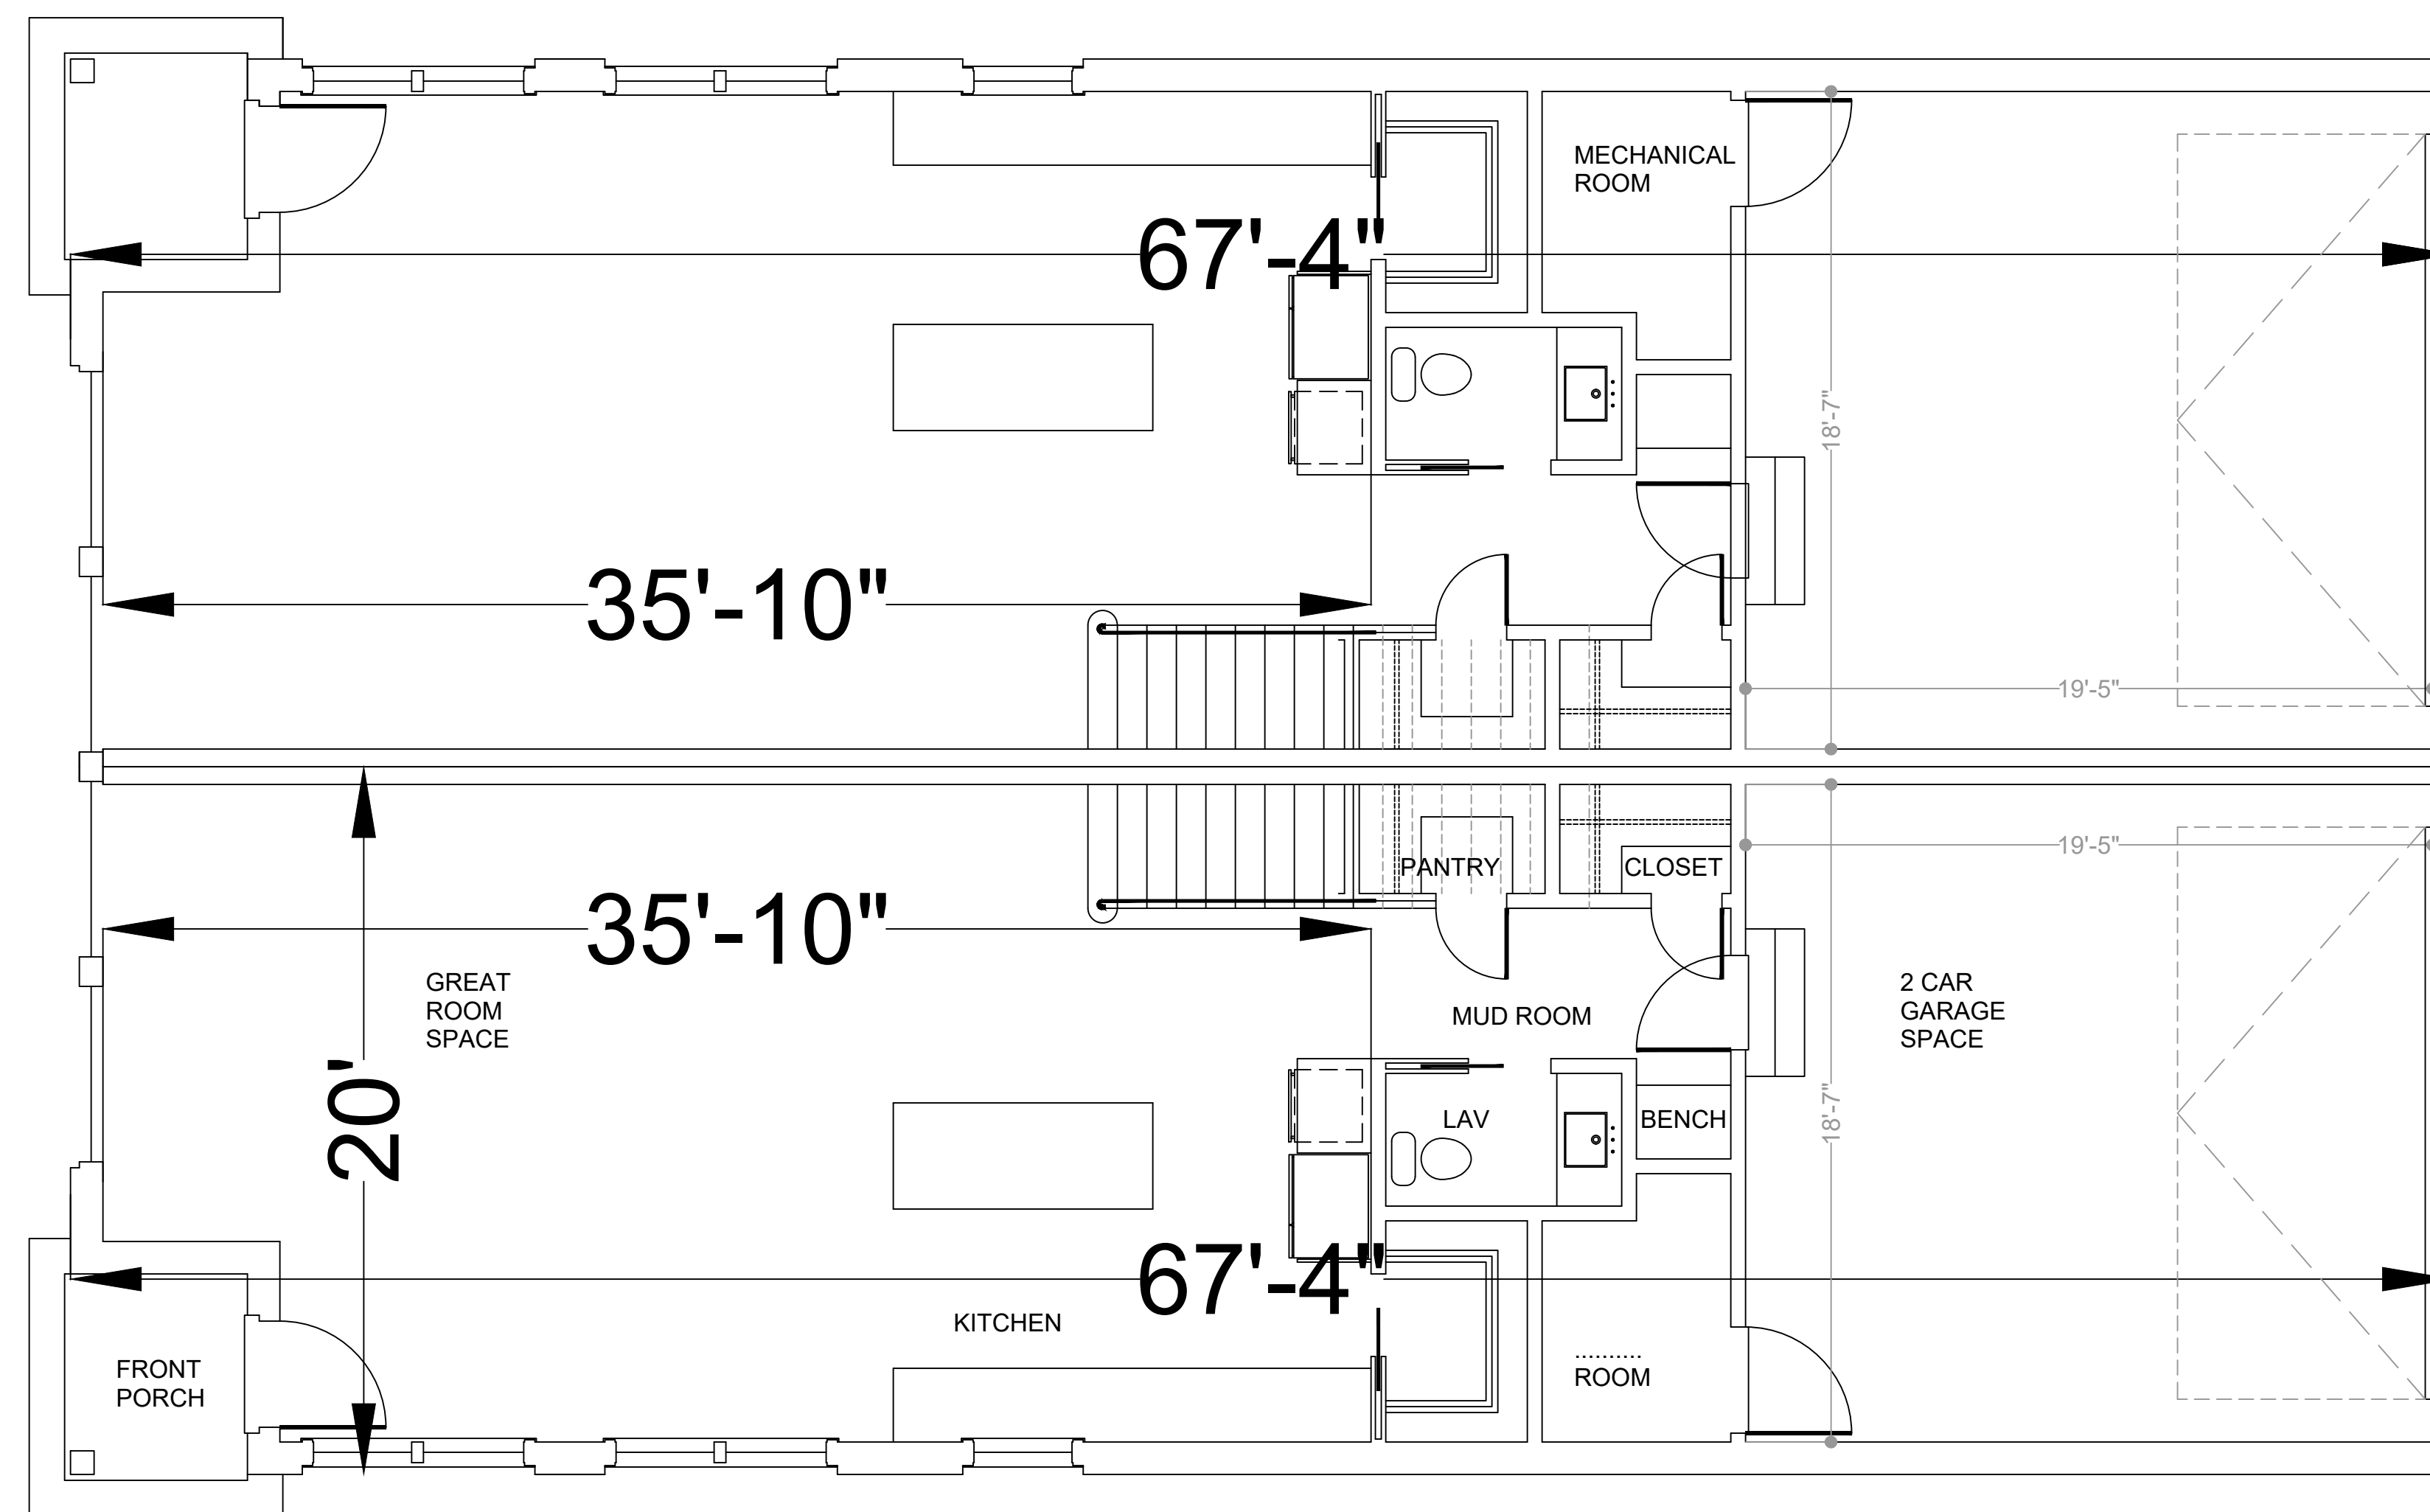 MECHANICAL
ROOM
67'-4"
18'-7"
35'-10"
19'-5"
19'-5"
PANTRY
CLOSET
35'-10"
GREAT
ROOM
SPACE
MUD ROOM
2 CAR
GARAGE
SPACE
20'
LAV
BENCH
18'-7"
67'-4"
KITCHEN
FRONT
PORCH
..........
ROOM